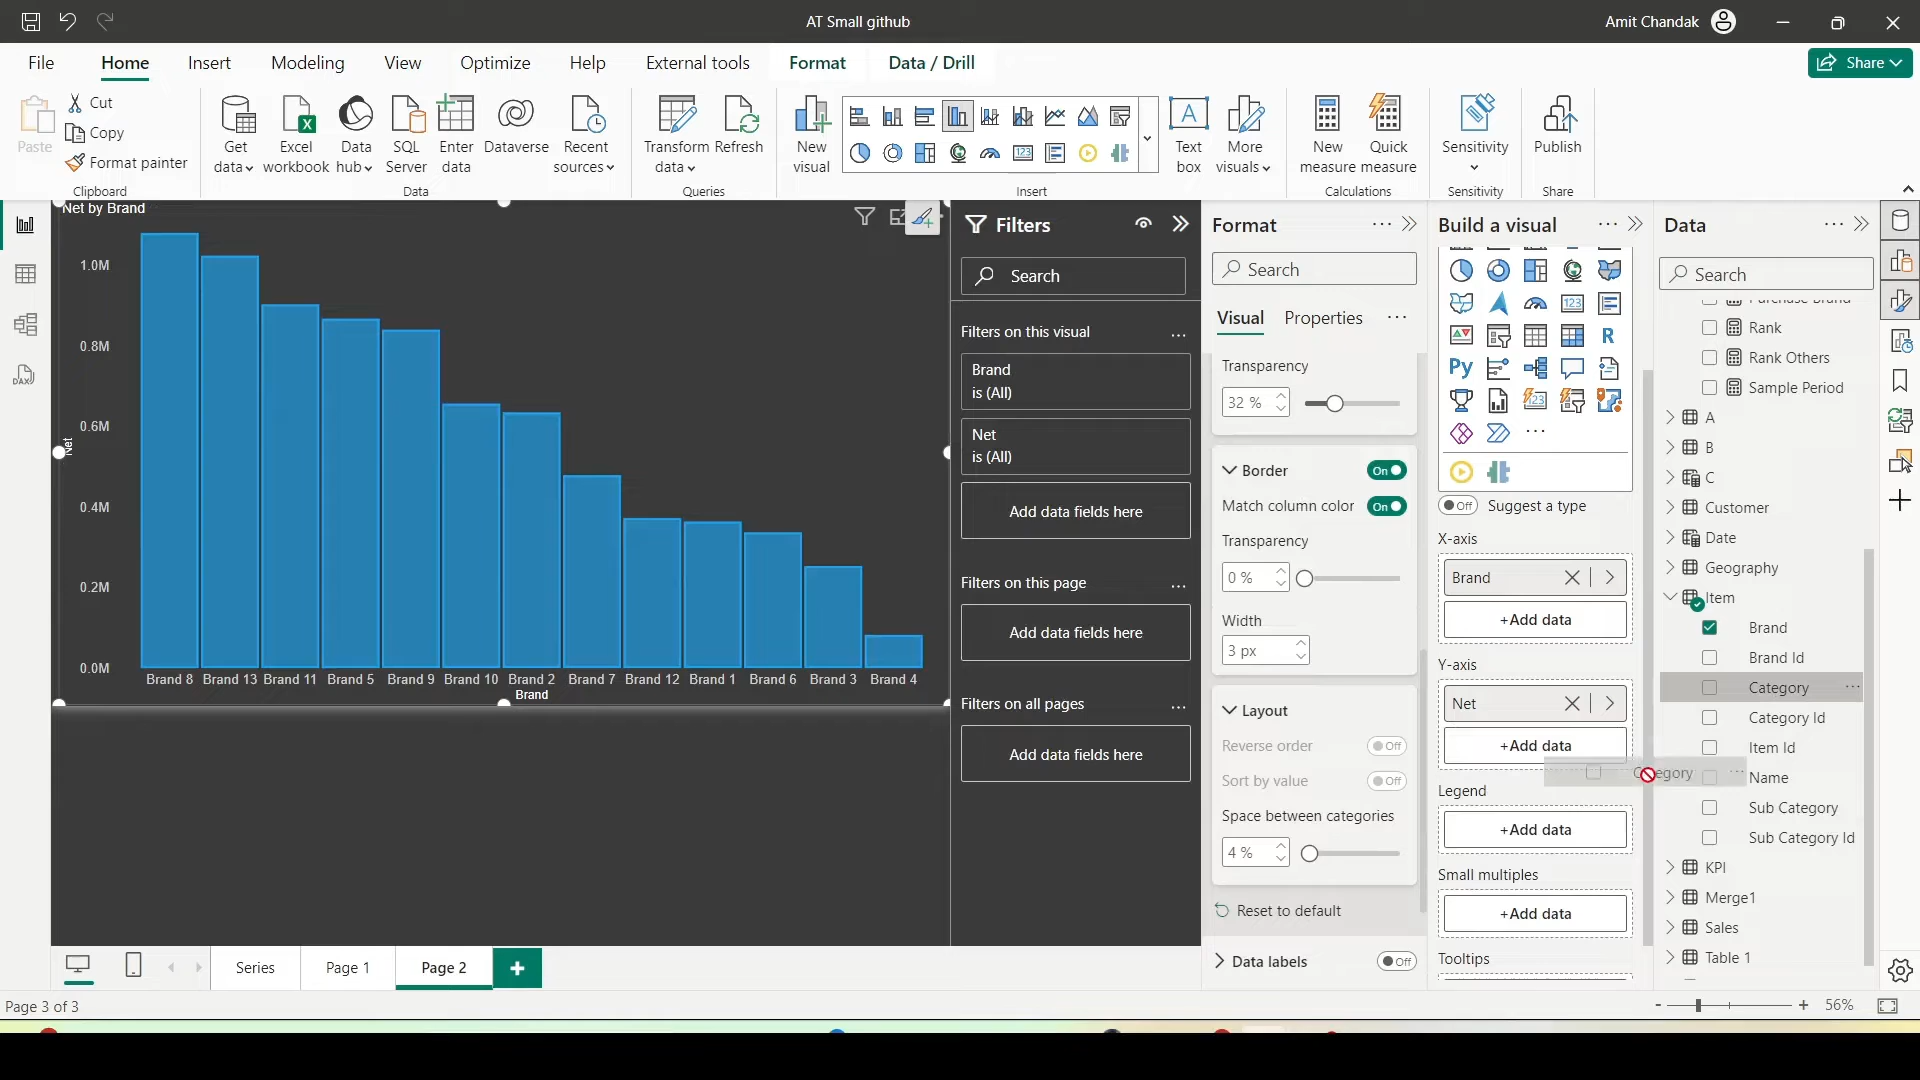 AT Small github
Amit Chandak
File Home Insert Modeling View Optimize Help External tools Format Data / Drill
Share
Paste
Cut
Copy
Format painter
Get data
Excel workbook
Data hub
SQL Server
Enter data
Dataverse
Recent sources
Transform data
Refresh
New visual
Text box
More visuals
New measure
Quick measure
Sensitivity
Publish
Clipboard
Data
Queries
Insert
Calculations
Sensitivity
Share
Net by Brand
1.0M
0.8M
0.6M
0.4M
0.2M
0.0M
Net
Brand 8 Brand 13 Brand 11 Brand 5 Brand 9 Brand 10 Brand 2 Brand 7 Brand 12 Brand 1 Brand 6 Brand 3 Brand 4
Brand
Filters
Search
Filters on this visual
Brand
is (All)
Net
is (All)
Add data fields here
Filters on this page
Add data fields here
Filters on all pages
Add data fields here
Format
Search
Visual Properties
Transparency
32 %
Border
On
Match column color
On
Transparency
0 %
Width
3 px
Layout
Reverse order
Off
Sort by value
Off
Space between categories
4 %
Reset to default
Data labels
Off
Build a visual
123
R
Py
123
Off
Suggest a type
X-axis
Brand
+Add data
Y-axis
Net
+Add data
Legend
+Add data
Small multiples
+Add data
Tooltips
Data
Search
Rank
Rank Others
Sample Period
A
B
C
Customer
Date
Geography
Item
Brand
Brand Id
Category
Category Id
Item Id
Name
Sub Category
Sub Category Id
KPI
Merge1
Sales
Table 1
DAX
Series
Page 1
Page 2
Page 3 of 3
- + 56%